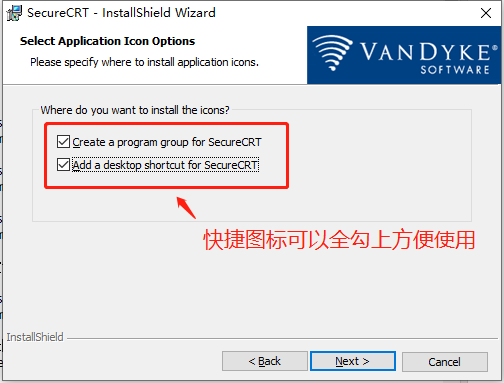 SecureCRT - InstallShield Wizard
Select Application Icon Options
Please specify where to install application icons.
VANDYKE
SOFTWARE
Where do you want to install the icons?
Create a program group for SecureCRT
Add a desktop shortcut for SecureCRT
快捷图标可以全勾上方便使用
InstallShield
< Back
Next >
Cancel